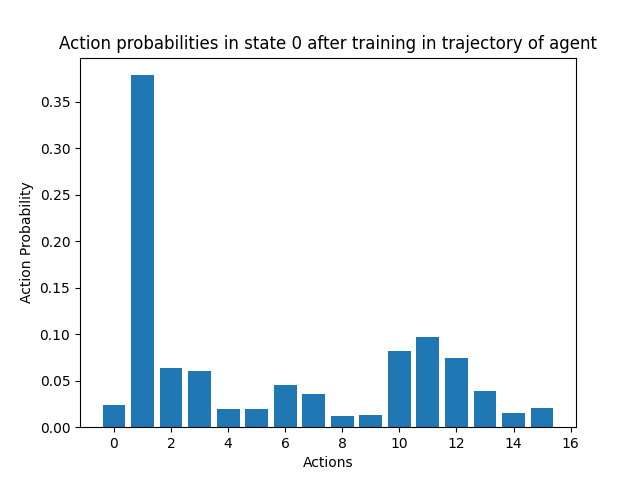 Action probabilities in state 0 after training in trajectory of agent
0.35
0.30
0.25
0.20
0.15
0.10
0.05
0.00
Action Probability
0 2 4 6 8 10 12 14 16
Actions